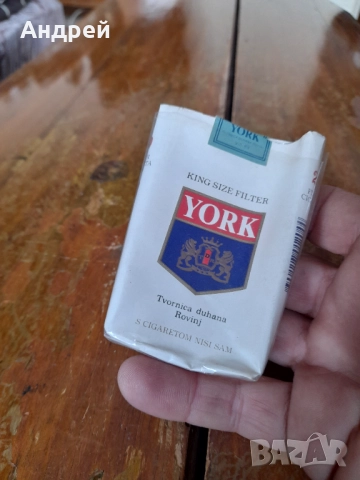 Андрей
YORK
KING SIZE FILTER
YORK
Tvornica duhana
Rovinj
S CIGARETOM NISI SAM
BAZAR